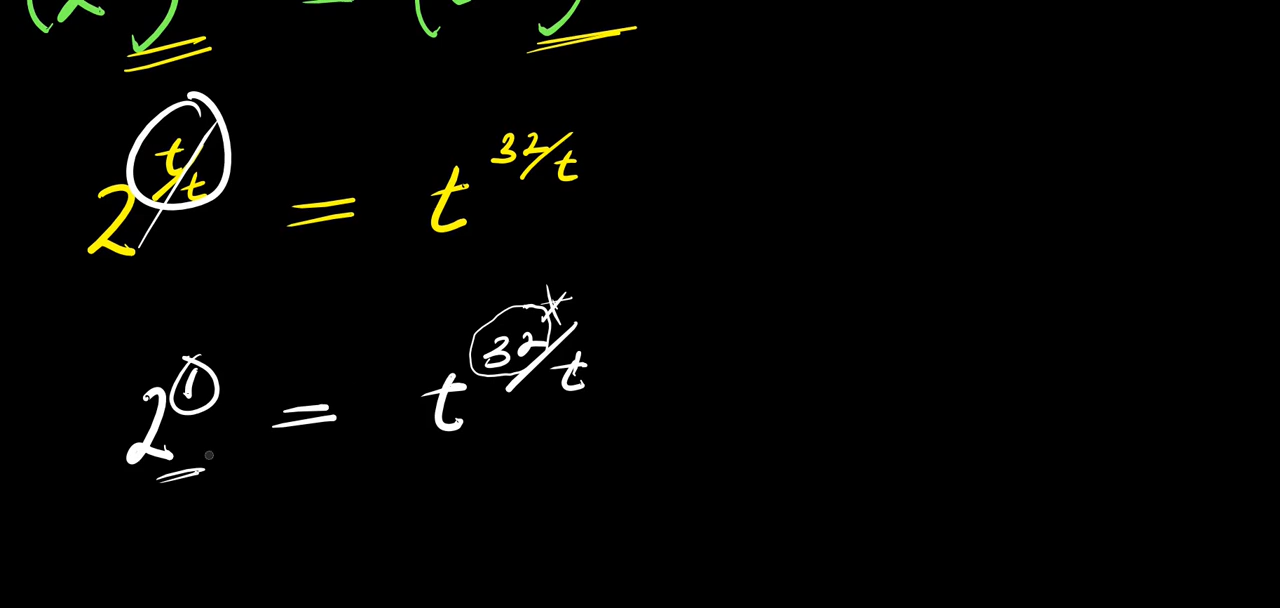 2^{t/t} = t^{32/t}
2^1 = t^{32/t}